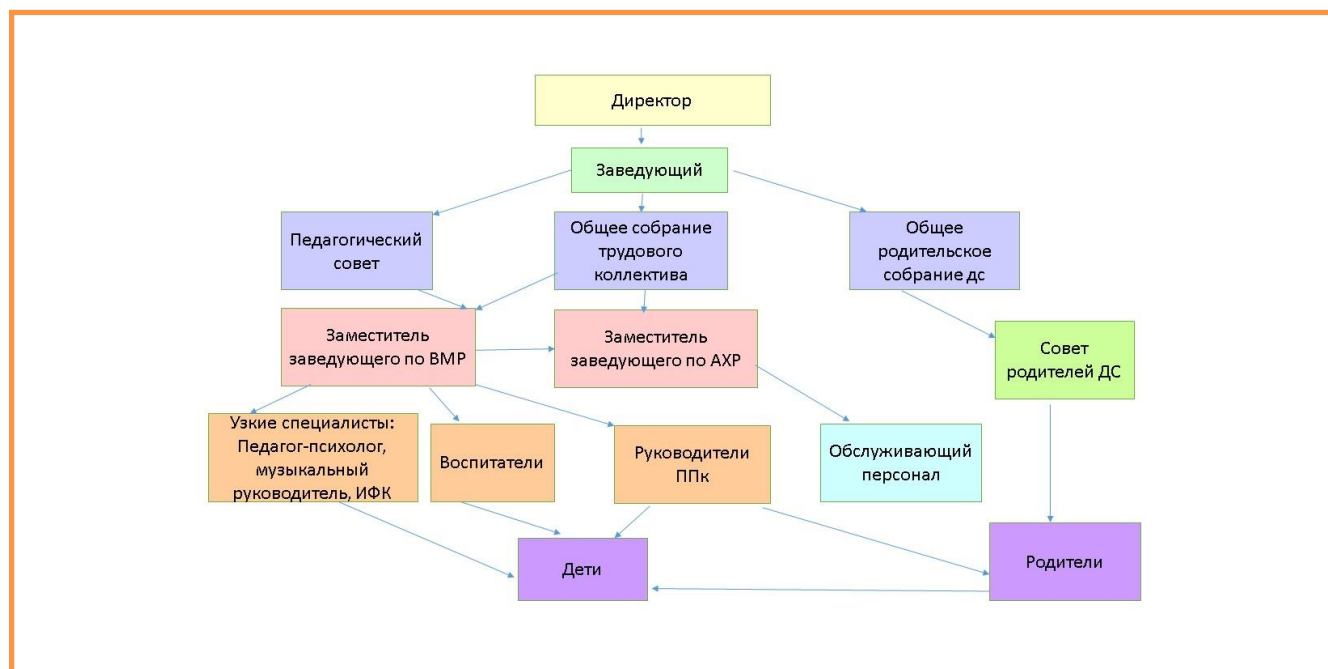 Директор
Заведующий
Педагогический
совет
Общее собрание
трудового
коллектива
Общее
родительское
собрание дс
Заместитель
заведующего по ВМР
Заместитель
заведующего по АХР
Совет
родителей ДС
Узкие специалисты:
Педагог-психолог,
музыкальный
руководитель, ИФК
Воспитатели
Руководители
ППк
Обслуживающий
персонал
Дети
Родители